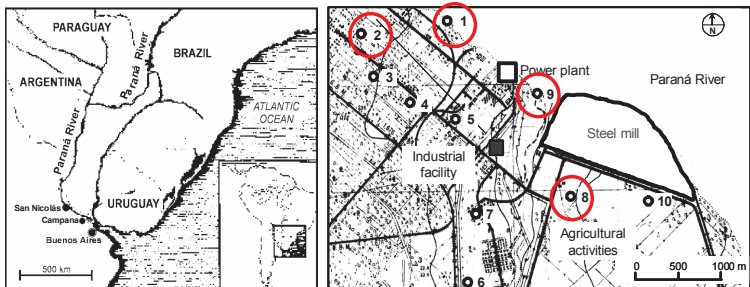 PARAGUAY
BRAZIL
Paraná River
ARGENTINA
Paraná River
ATLANTIC
OCEAN
URUGUAY
San Nicolás
Campana
Buenos Aires
500 km
1
2
N
3
Power plant
Paraná River
4
9
5
Steel mill
Industrial
facility
8
10
7
Agricultural
activities
6
0 500 1000 m